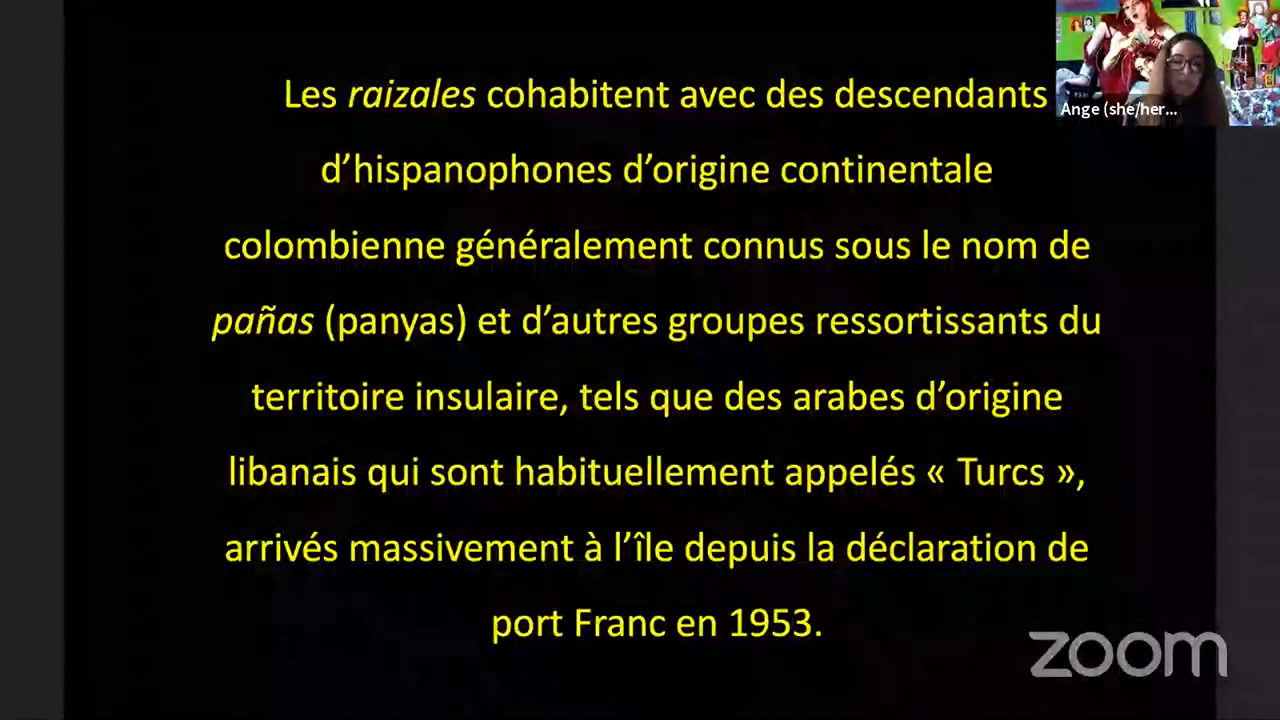 Les raizales cohabitent avec des descendants
d’hispanophones d’origine continentale
colombienne généralement connus sous le nom de
pañas (panyas) et d’autres groupes ressortissants du
territoire insulaire, tels que des arabes d’origine
libanais qui sont habituellement appelés « Turcs »,
arrivés massivement à l’île depuis la déclaration de
port Franc en 1953.
Ange (she/her...
zoom